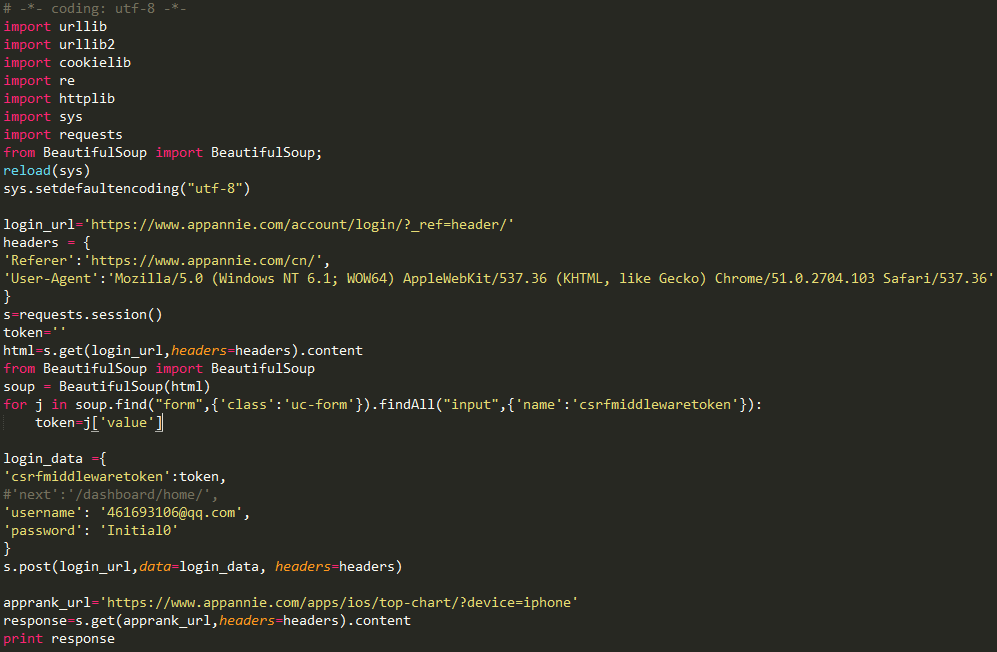 # -*- coding: utf-8 -*-
import urllib
import urllib2
import cookielib
import re
import httplib
import sys
import requests
from BeautifulSoup import BeautifulSoup;
reload(sys)
sys.setdefaultencoding("utf-8")
login_url='https://www.appannie.com/account/login/?_ref=header/'
headers = {
'Referer':'https://www.appannie.com/cn/',
'User-Agent':'Mozilla/5.0 (Windows NT 6.1; WOW64) AppleWebKit/537.36 (KHTML, like Gecko) Chrome/51.0.2704.103 Safari/537.36'
}
s=requests.session()
token=''
html=s.get(login_url,headers=headers).content
from BeautifulSoup import BeautifulSoup
soup = BeautifulSoup(html)
for j in soup.find("form",{'class':'uc-form'}).findAll("input",{'name':'csrfmiddlewaretoken'}):
    token=j['value']
login_data ={
'csrfmiddlewaretoken':token,
#'next':'/dashboard/home/',
'username': '461693106@qq.com',
'password': 'Initial0'
}
s.post(login_url,data=login_data, headers=headers)
apprank_url='https://www.appannie.com/apps/ios/top-chart/?device=iphone'
response=s.get(apprank_url,headers=headers).content
print response